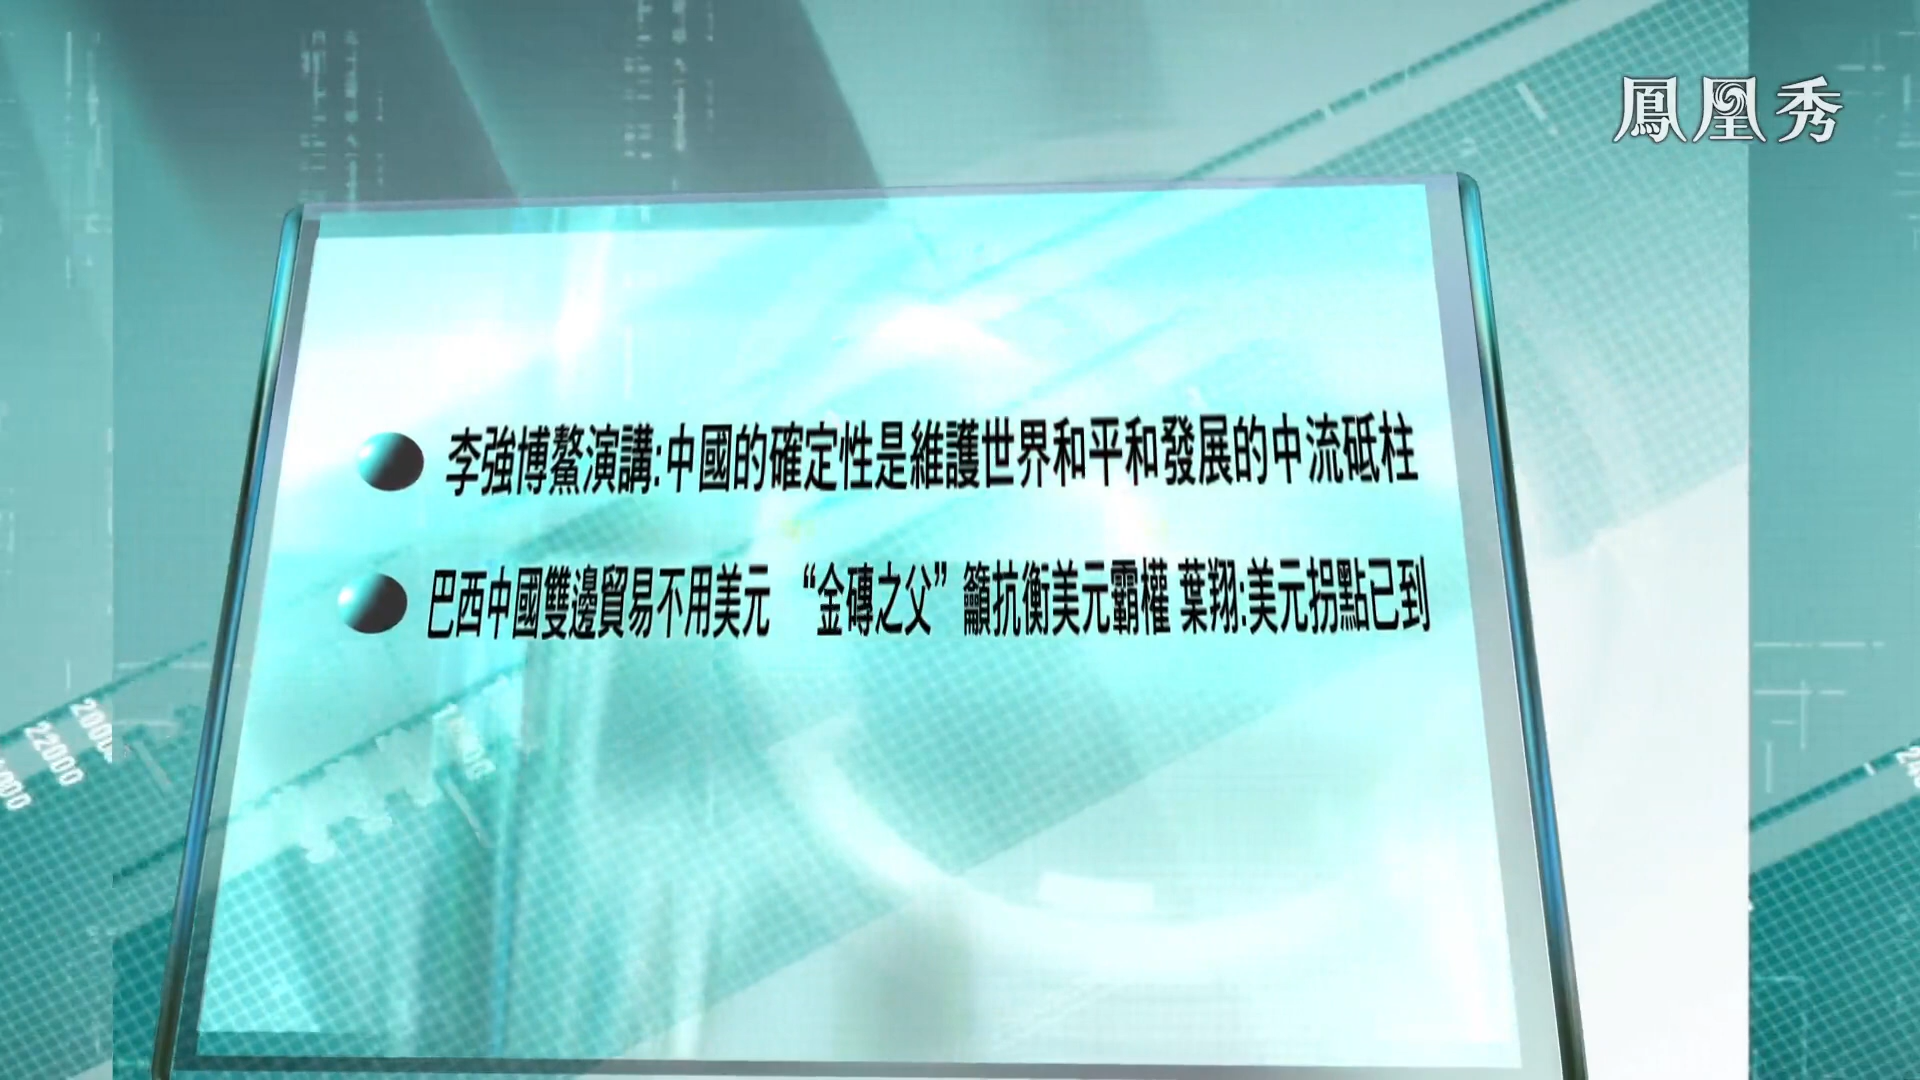 鳳凰秀
李強博鰲演講:中國的確定性是維護世界和平和發展的中流砥柱
巴西中國雙邊貿易不用美元 “金磚之父”籲抗衡美元霸權 葉翔:美元拐點已到
22000